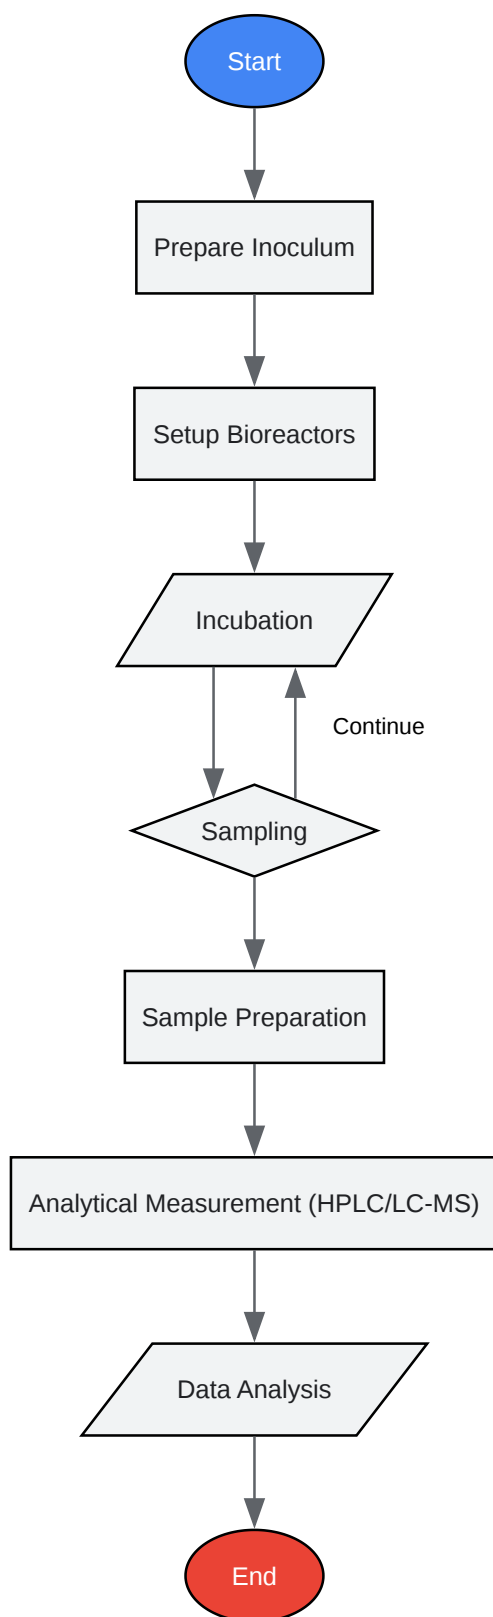 Start
Prepare Inoculum
Setup Bioreactors
Incubation
Continue
Sampling
Sample Preparation
Analytical Measurement (HPLC/LC-MS)
Data Analysis
End